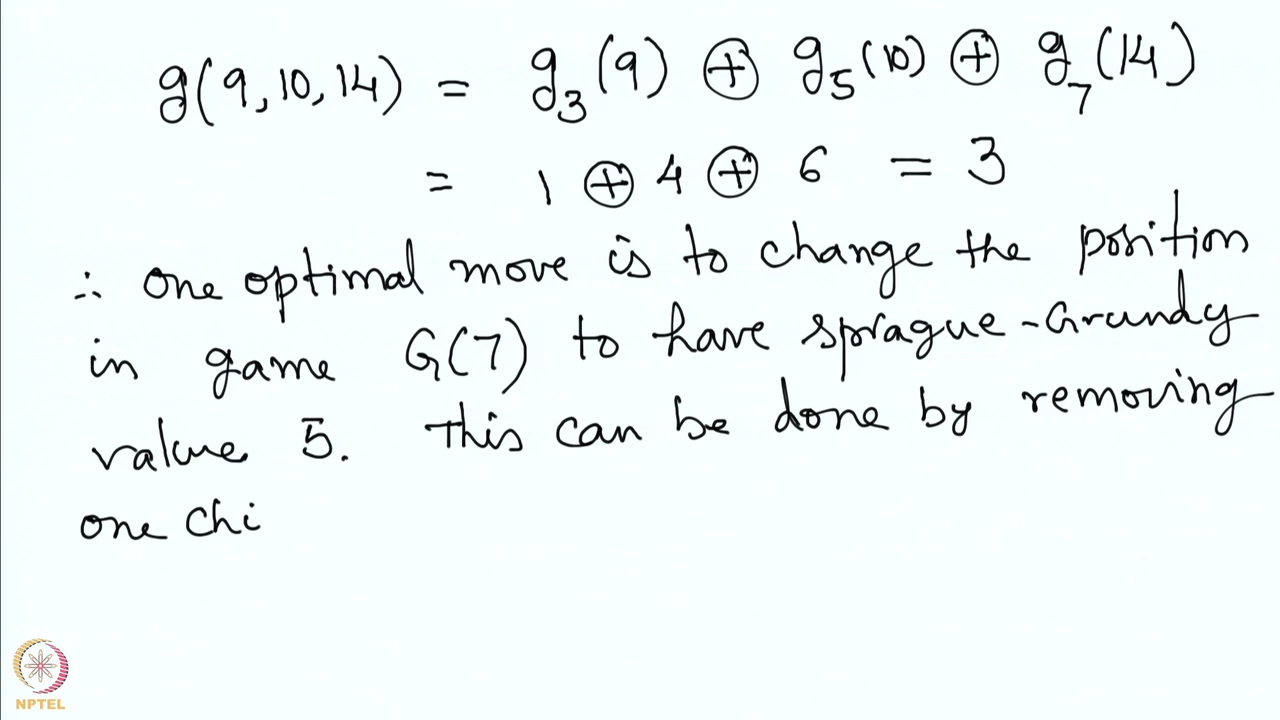 g(9,10,14) = g₃(9) ⊕ g₅(10) ⊕ g₇(14)
= 1 ⊕ 4 ⊕ 6 = 3
∴ one optimal move is to change the position
in game G(7) to have sprague-Grundy
value 5. This can be done by removing
one chi
NPTEL